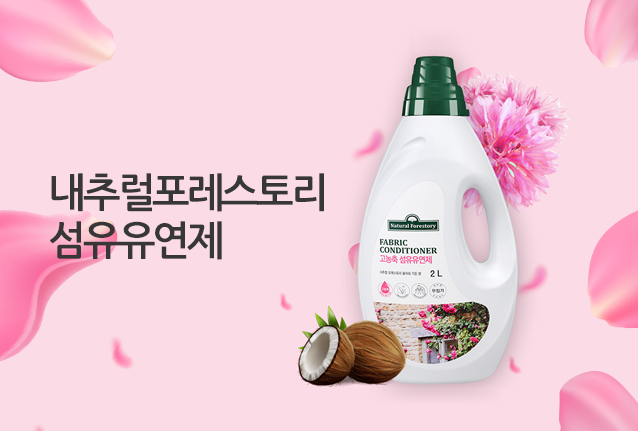 내추럴포레스토리
섬유유연제
Natural Forestory
FABRIC
CONDITIONER
고농축 섬유유연제
2 L